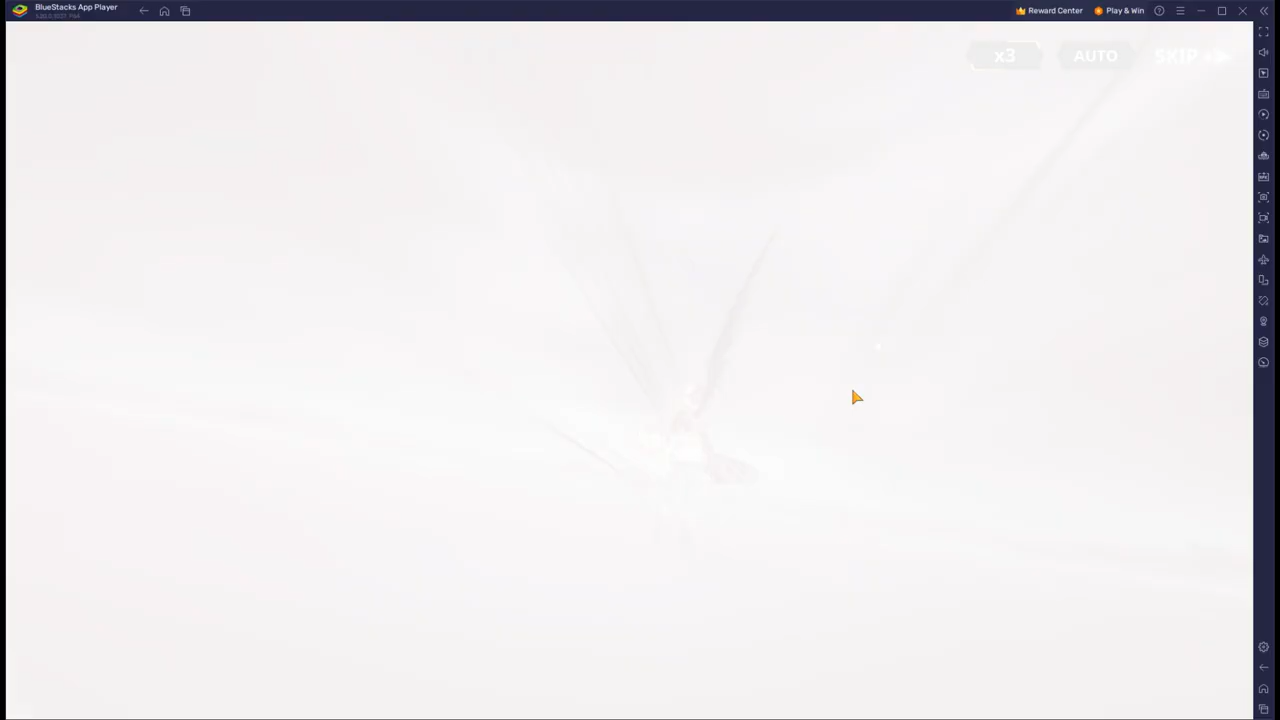 BlueStacks App Player
Reward Center
Play & Win
x3
AUTO
SKIP